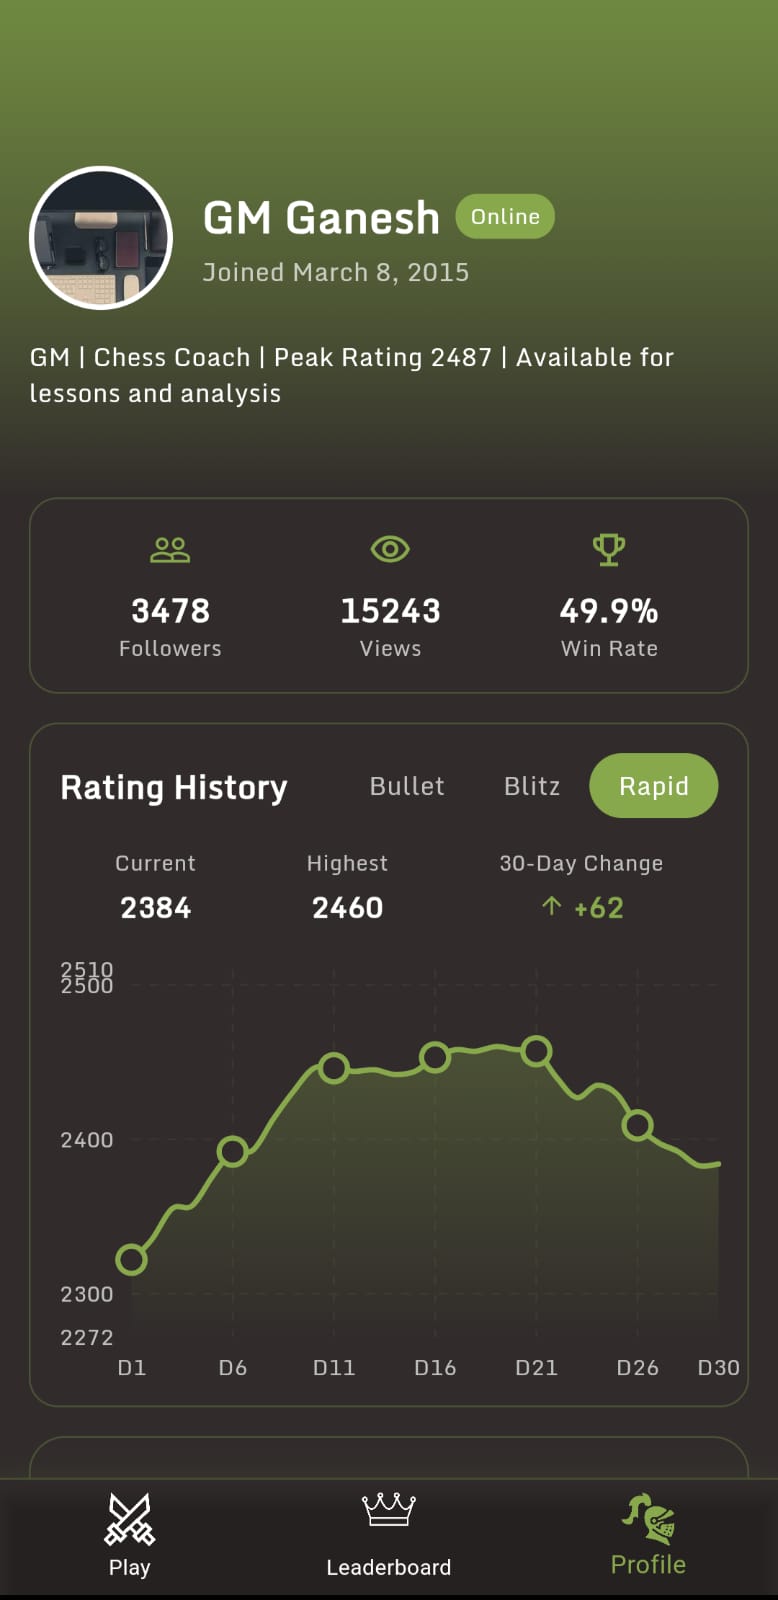 GM Ganesh Online
Joined March 8, 2015
GM | Chess Coach | Peak Rating 2487 | Available for
lessons and analysis
3478 15243 49.9%
Followers Views Win Rate
Rating History Bullet Blitz Rapid
Current Highest 30-Day Change
2384 2460 ↑ +62
2510
2500
2400
2300
2272
D1 D6 D11 D16 D21 D26 D30
Play Leaderboard Profile